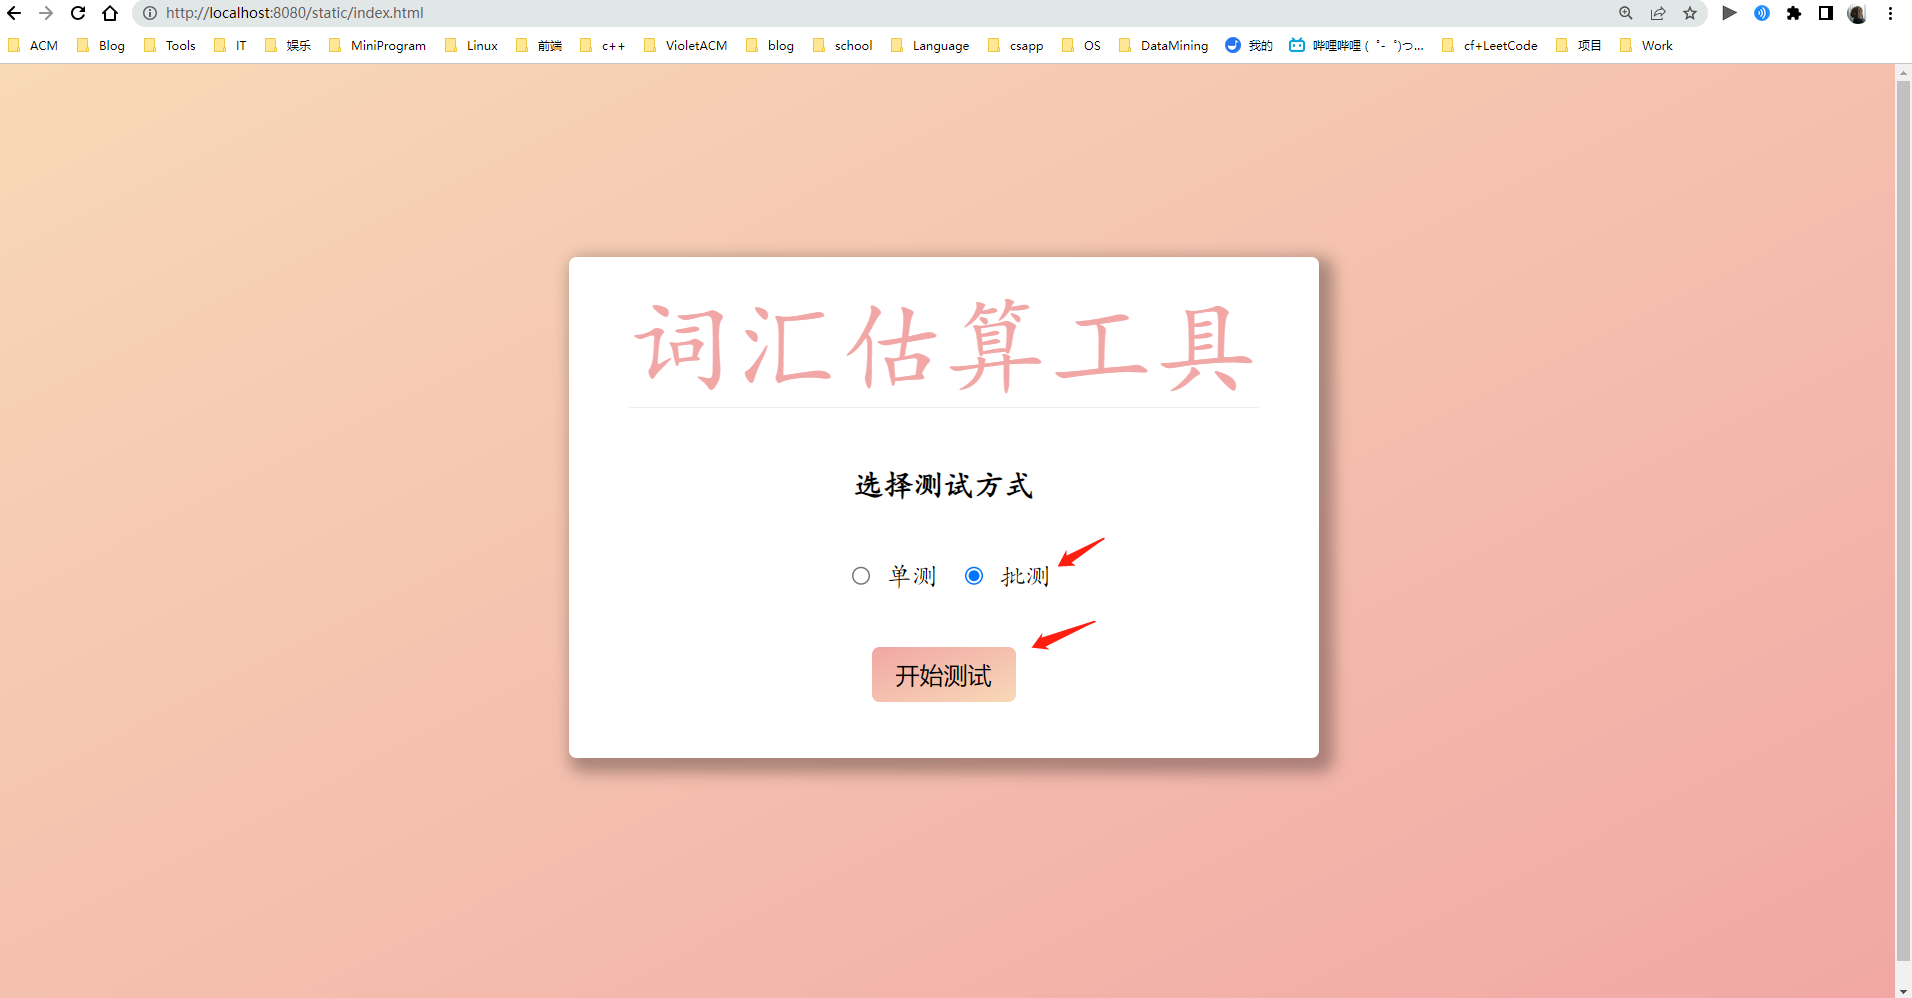 http://localhost:8080/static/index.html
ACM Blog Tools IT 娱乐 MiniProgram Linux 前端 c++ VioletACM blog school Language csapp OS DataMining 我的 哔哩哔哩 ( ゜- ゜)つ... cf+LeetCode 项目 Work
词汇估算工具
选择测试方式
单测 批测
开始测试